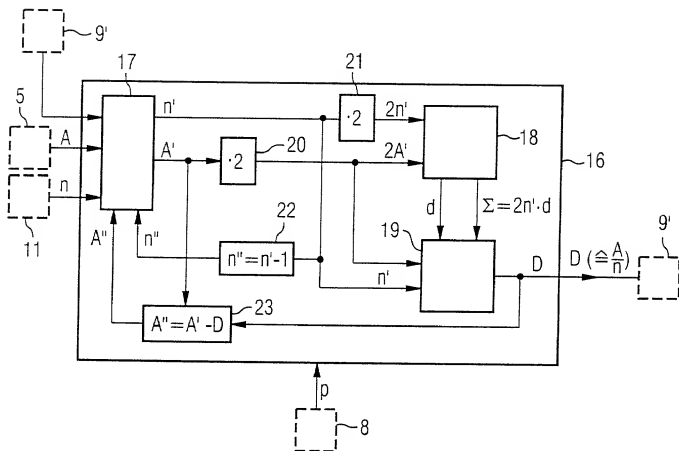 9'
17
21
5
n'
·2
2n'
A
A'
20
·2
2A'
18
16
n
d
Σ=2n'·d
11
A"
n"
22
n"=n'-1
19
n'
D
D (≙ A/n)
9'
23
A"=A'-D
p
8